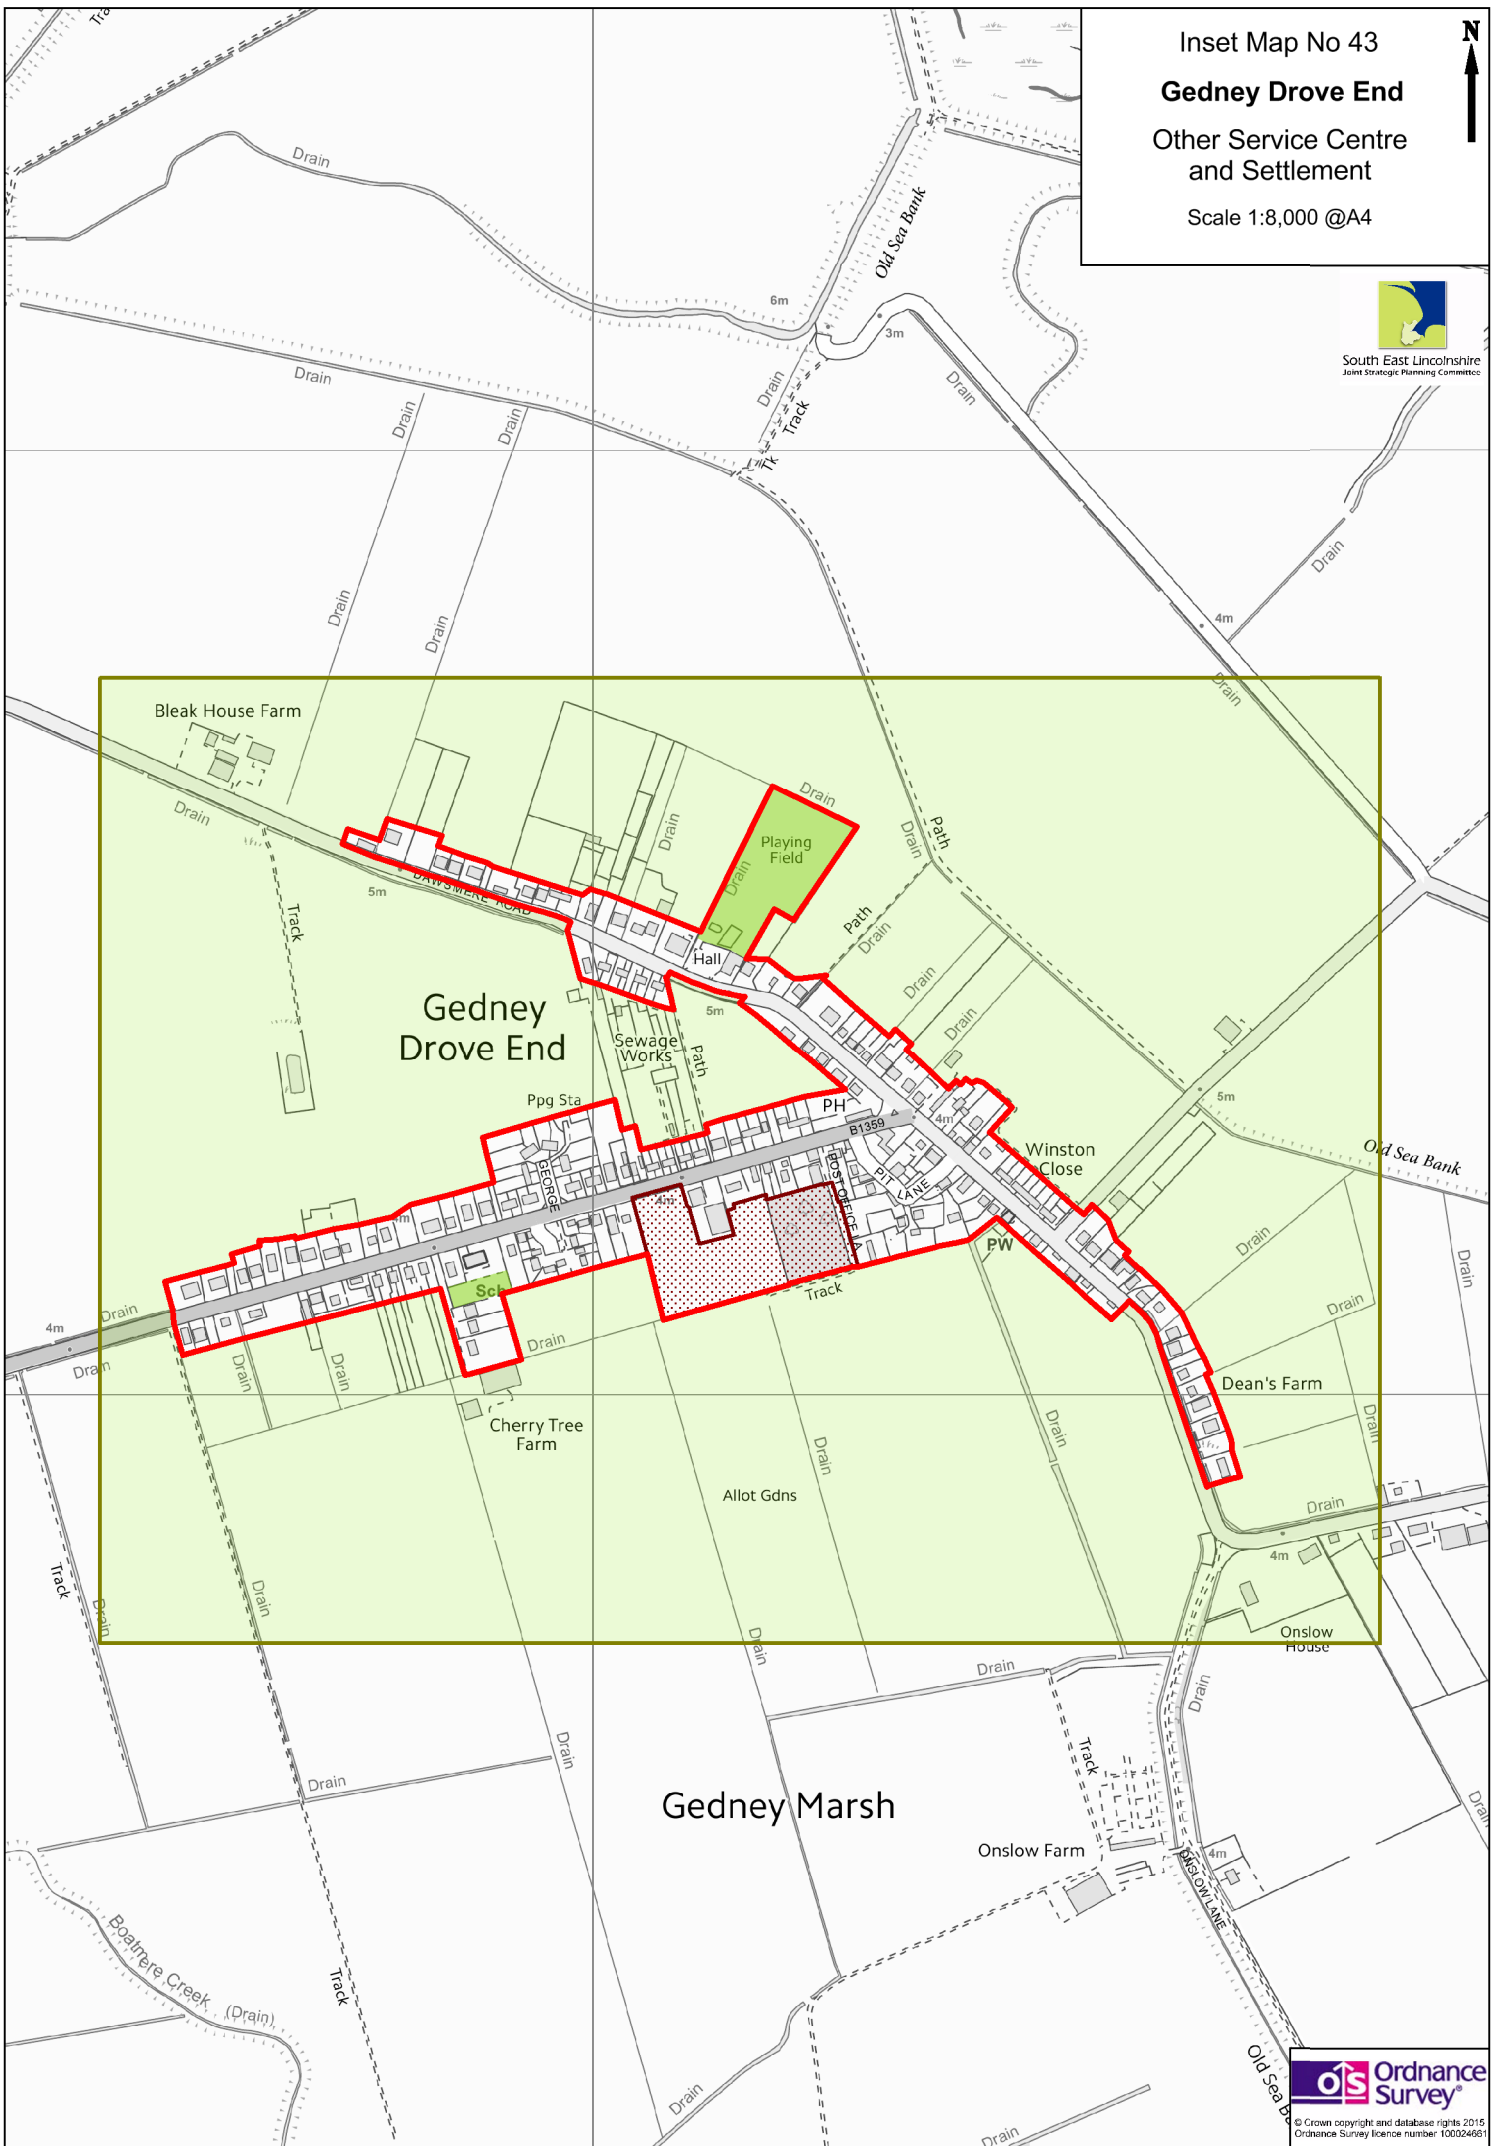 Inset Map No 43
N
Gedney Drove End
Other Service Centre
and Settlement
Scale 1:8,000 @A4
South East Lincolnshire
Joint Strategic Planning Committee
Tra
Drain
Old Sea Bank
6m
3m
Drain
Drain
Drain
Drain
Drain
Track
Tk
Drain
Drain
Drain
4m
Drain
Drain
Bleak House Farm
Drain
Drain
Playing
Field
Drain
Drain
Drain
Path
DAWSMERE ROAD
5m
Track
Path
Drain
Hall
Drain
Gedney
Drove End
5m
Drain
Sewage
Works
Path
Ppg Sta
PH
B1359
4m
5m
Winston
Close
Old Sea Bank
GEORGE
POST OFFICE LA
PIT LANE
4m
m
PW
Drain
Drain
Sch
Track
Drain
Drain
4m
Drain
Drain
Drain
Drain
Dean's Farm
Cherry Tree
Farm
Drain
Drain
Drain
Allot Gdns
Drain
4m
Track
Drain
Drain
Drain
Onslow
House
Drain
Drain
Drain
Track
Drain
Gedney Marsh
Drain
Onslow Farm
4m
ONSLOW LANE
Boatmere Creek
(Drain)
Track
Drain
Drain
Old Sea B
Ordnance
Survey®
© Crown copyright and database rights 2015
Ordnance Survey licence number 100024661